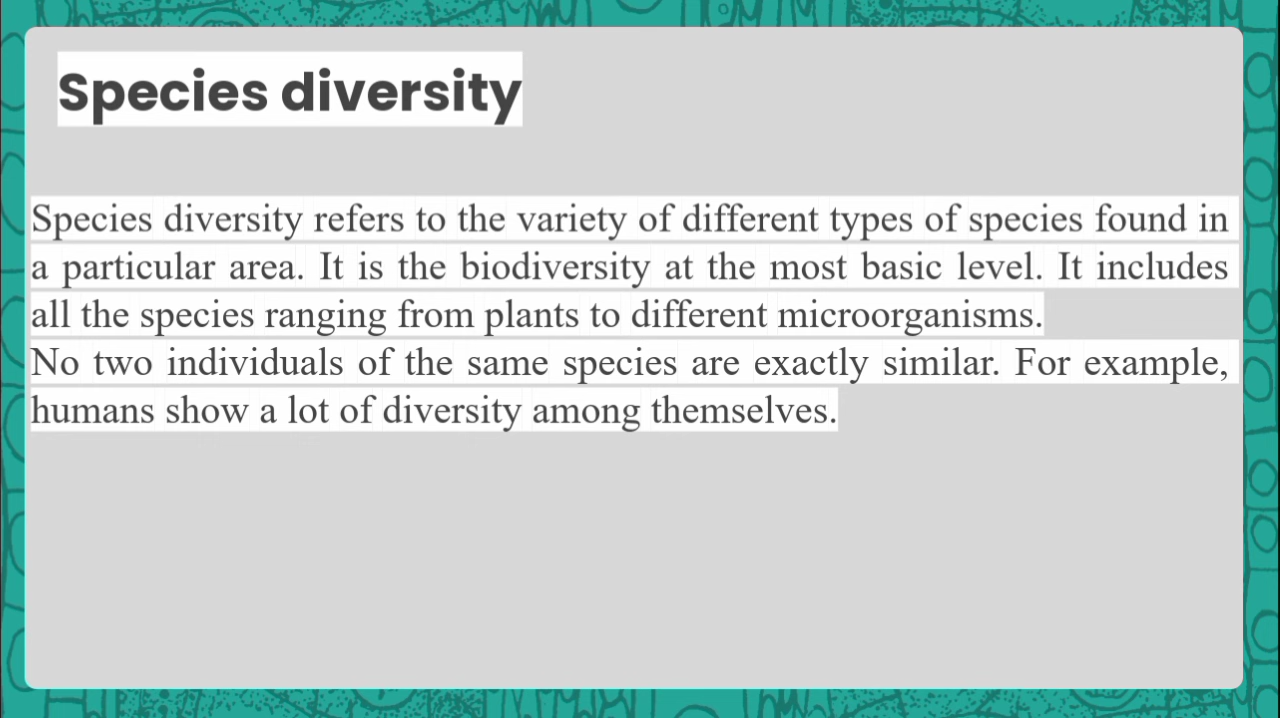 Species diversity
Species diversity refers to the variety of different types of species found in
a particular area. It is the biodiversity at the most basic level. It includes
all the species ranging from plants to different microorganisms.
No two individuals of the same species are exactly similar. For example,
humans show a lot of diversity among themselves.